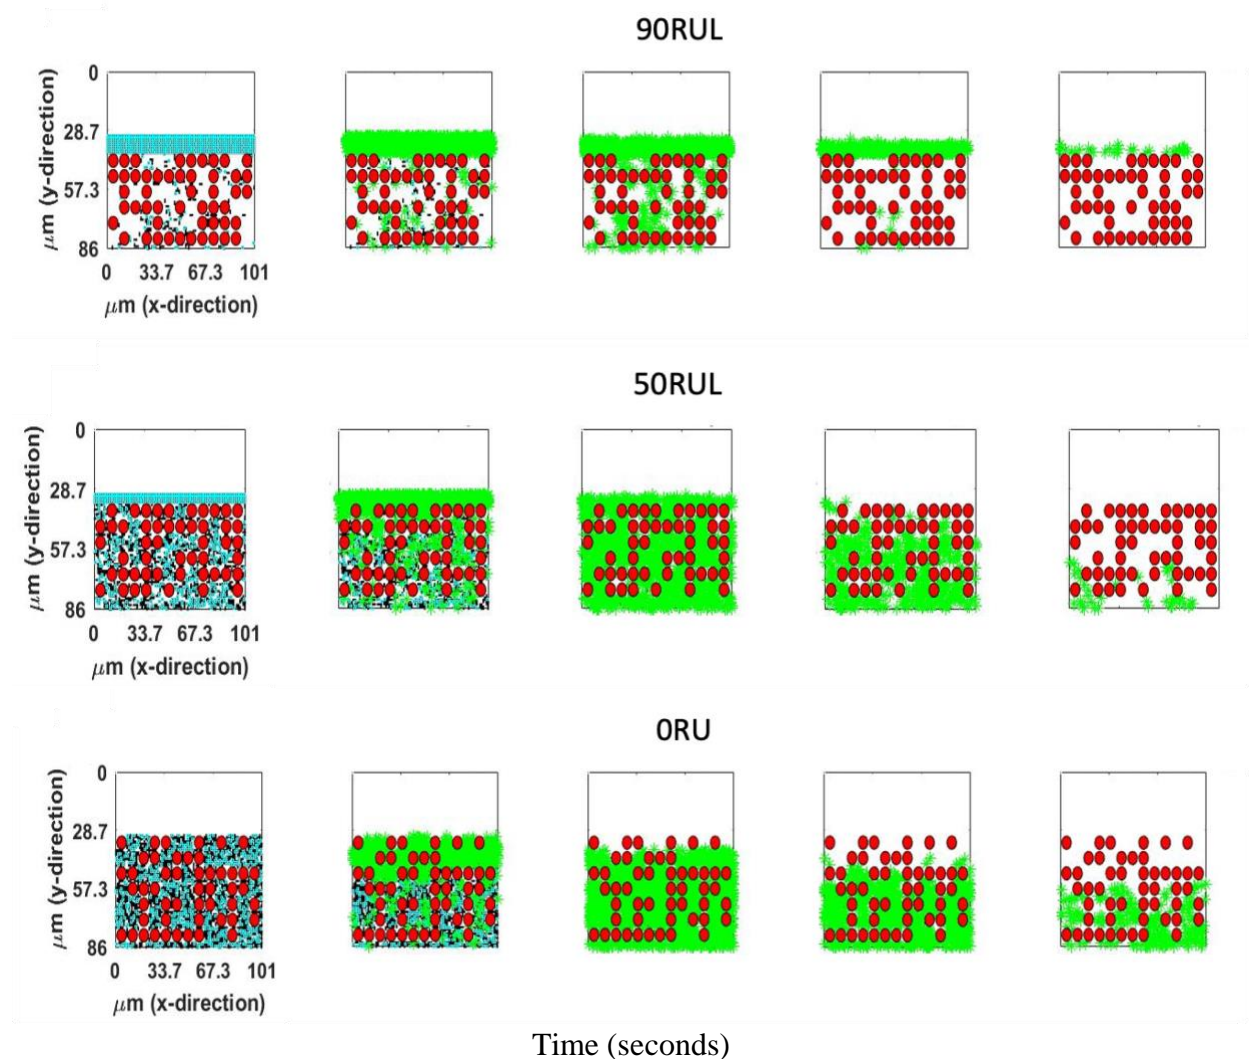 90RUL
0
28.7
57.3
86
μm (y-direction)
0 33.7 67.3 101
μm (x-direction)
50RUL
0
28.7
57.3
86
μm (y-direction)
0 33.7 67.3 101
μm (x-direction)
0RU
0
28.7
57.3
86
μm (y-direction)
0 33.7 67.3 101
μm (x-direction)
Time (seconds)